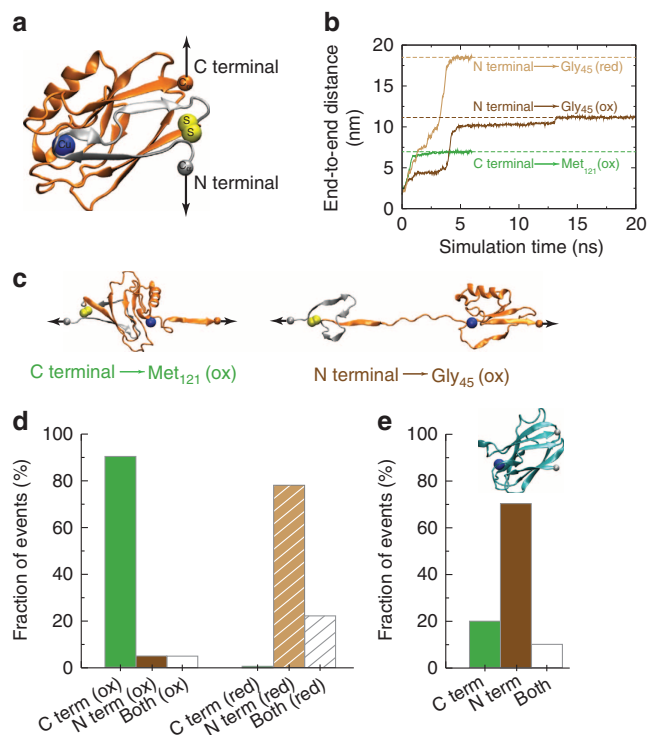 a
C terminal
Cα
S
S
Cu
Cα
N terminal
b
End-to-end distance
(nm)
20
15
10
5
0
N terminal→Gly45 (red)
N terminal→Gly45 (ox)
C terminal→Met121 (ox)
0 5 10 15 20
Simulation time (ns)
c
C terminal→Met121 (ox)
N terminal→Gly45 (ox)
d
Fraction of events (%)
100
80
60
40
20
0
C term (ox)
N term (ox)
Both (ox)
C term (red)
N term (red)
Both (red)
e
Fraction of events (%)
100
80
60
40
20
0
C term
N term
Both